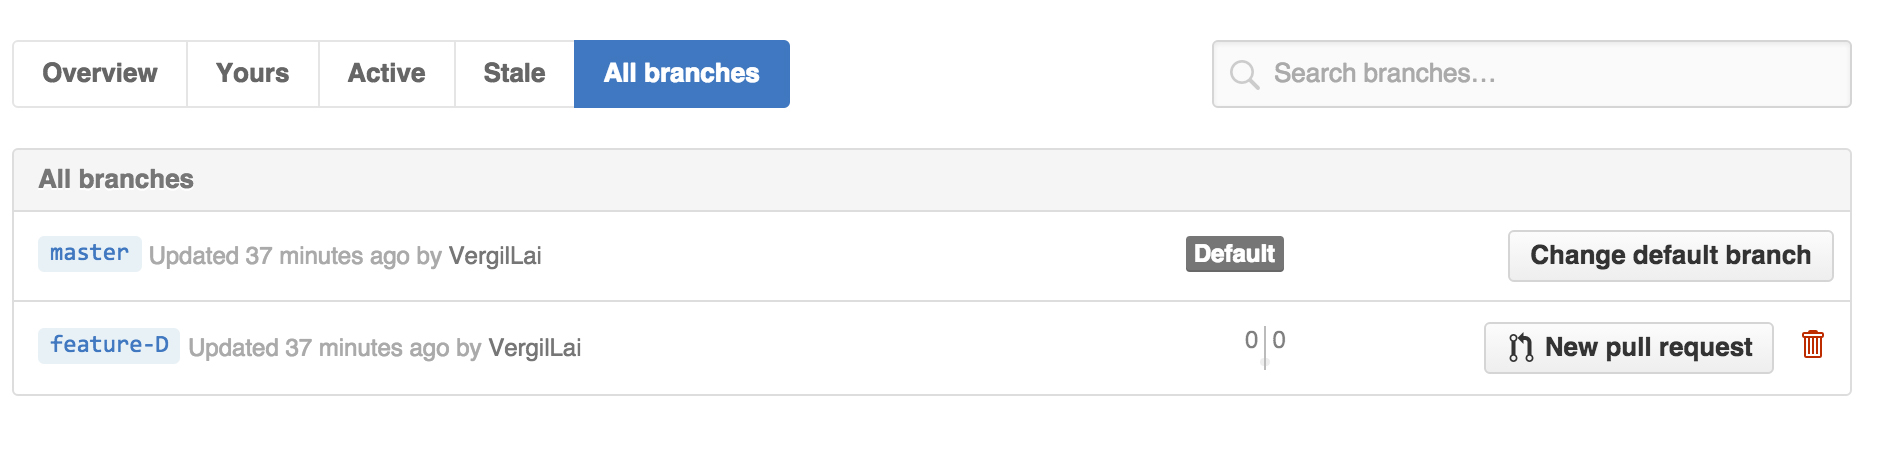 Overview Yours Active Stale All branches Search branches…
All branches
master Updated 37 minutes ago by VergilLai Default Change default branch
feature-D Updated 37 minutes ago by VergilLai 0 0 New pull request